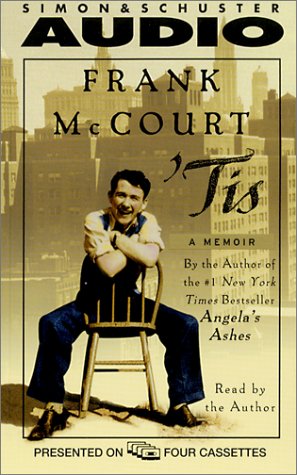 SIMON & SCHUSTER
AUDIO
FRANK
McCOURT
'Tis
A MEMOIR
By the Author of
the #1 New York
Times Bestseller
Angela's
Ashes
Read by
the Author
PRESENTED ON FOUR CASSETTES